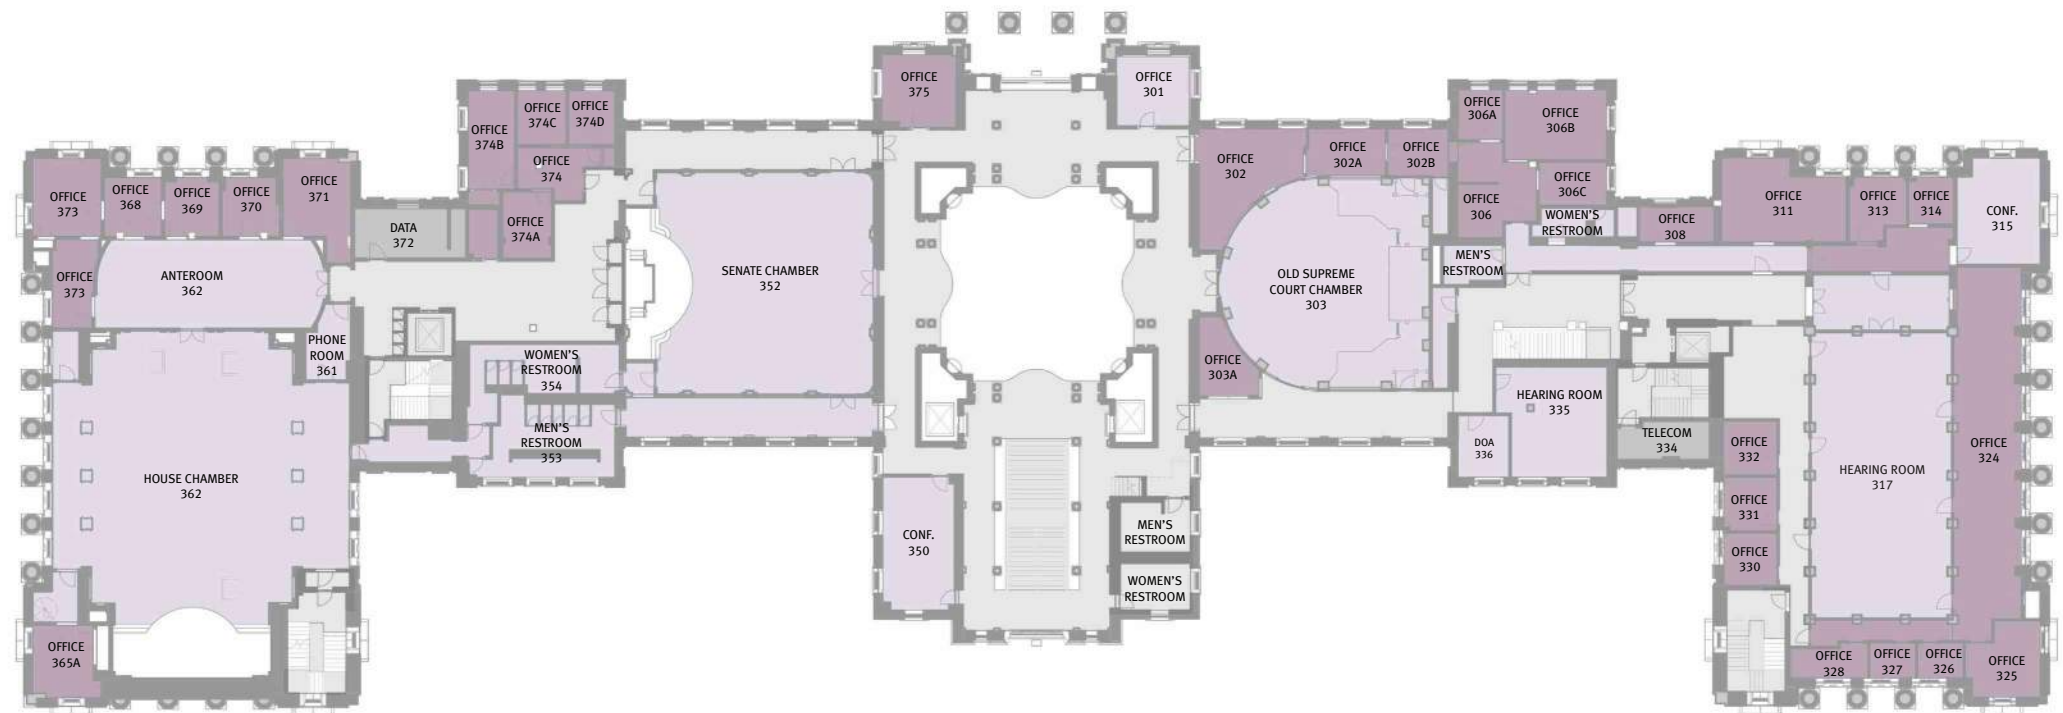 OFFICE
375
OFFICE
301
OFFICE
374B
OFFICE
374C
OFFICE
374D
OFFICE
374
OFFICE
374A
OFFICE
306A
OFFICE
306B
OFFICE
306C
OFFICE
306
OFFICE
302
OFFICE
302A
OFFICE
302B
OFFICE
373
OFFICE
368
OFFICE
369
OFFICE
370
OFFICE
371
DATA
372
WOMEN'S
RESTROOM
OFFICE
308
OFFICE
311
OFFICE
313
OFFICE
314
CONF.
315
MEN'S
RESTROOM
OFFICE
373
ANTEROOM
362
SENATE CHAMBER
352
OLD SUPREME
COURT CHAMBER
303
PHONE
ROOM
361
WOMEN'S
RESTROOM
354
OFFICE
303A
HEARING ROOM
335
MEN'S
RESTROOM
353
DOA
336
TELECOM
334
OFFICE
332
OFFICE
324
HOUSE CHAMBER
362
HEARING ROOM
317
OFFICE
331
CONF.
350
MEN'S
RESTROOM
OFFICE
330
WOMEN'S
RESTROOM
OFFICE
365A
OFFICE
328
OFFICE
327
OFFICE
326
OFFICE
325